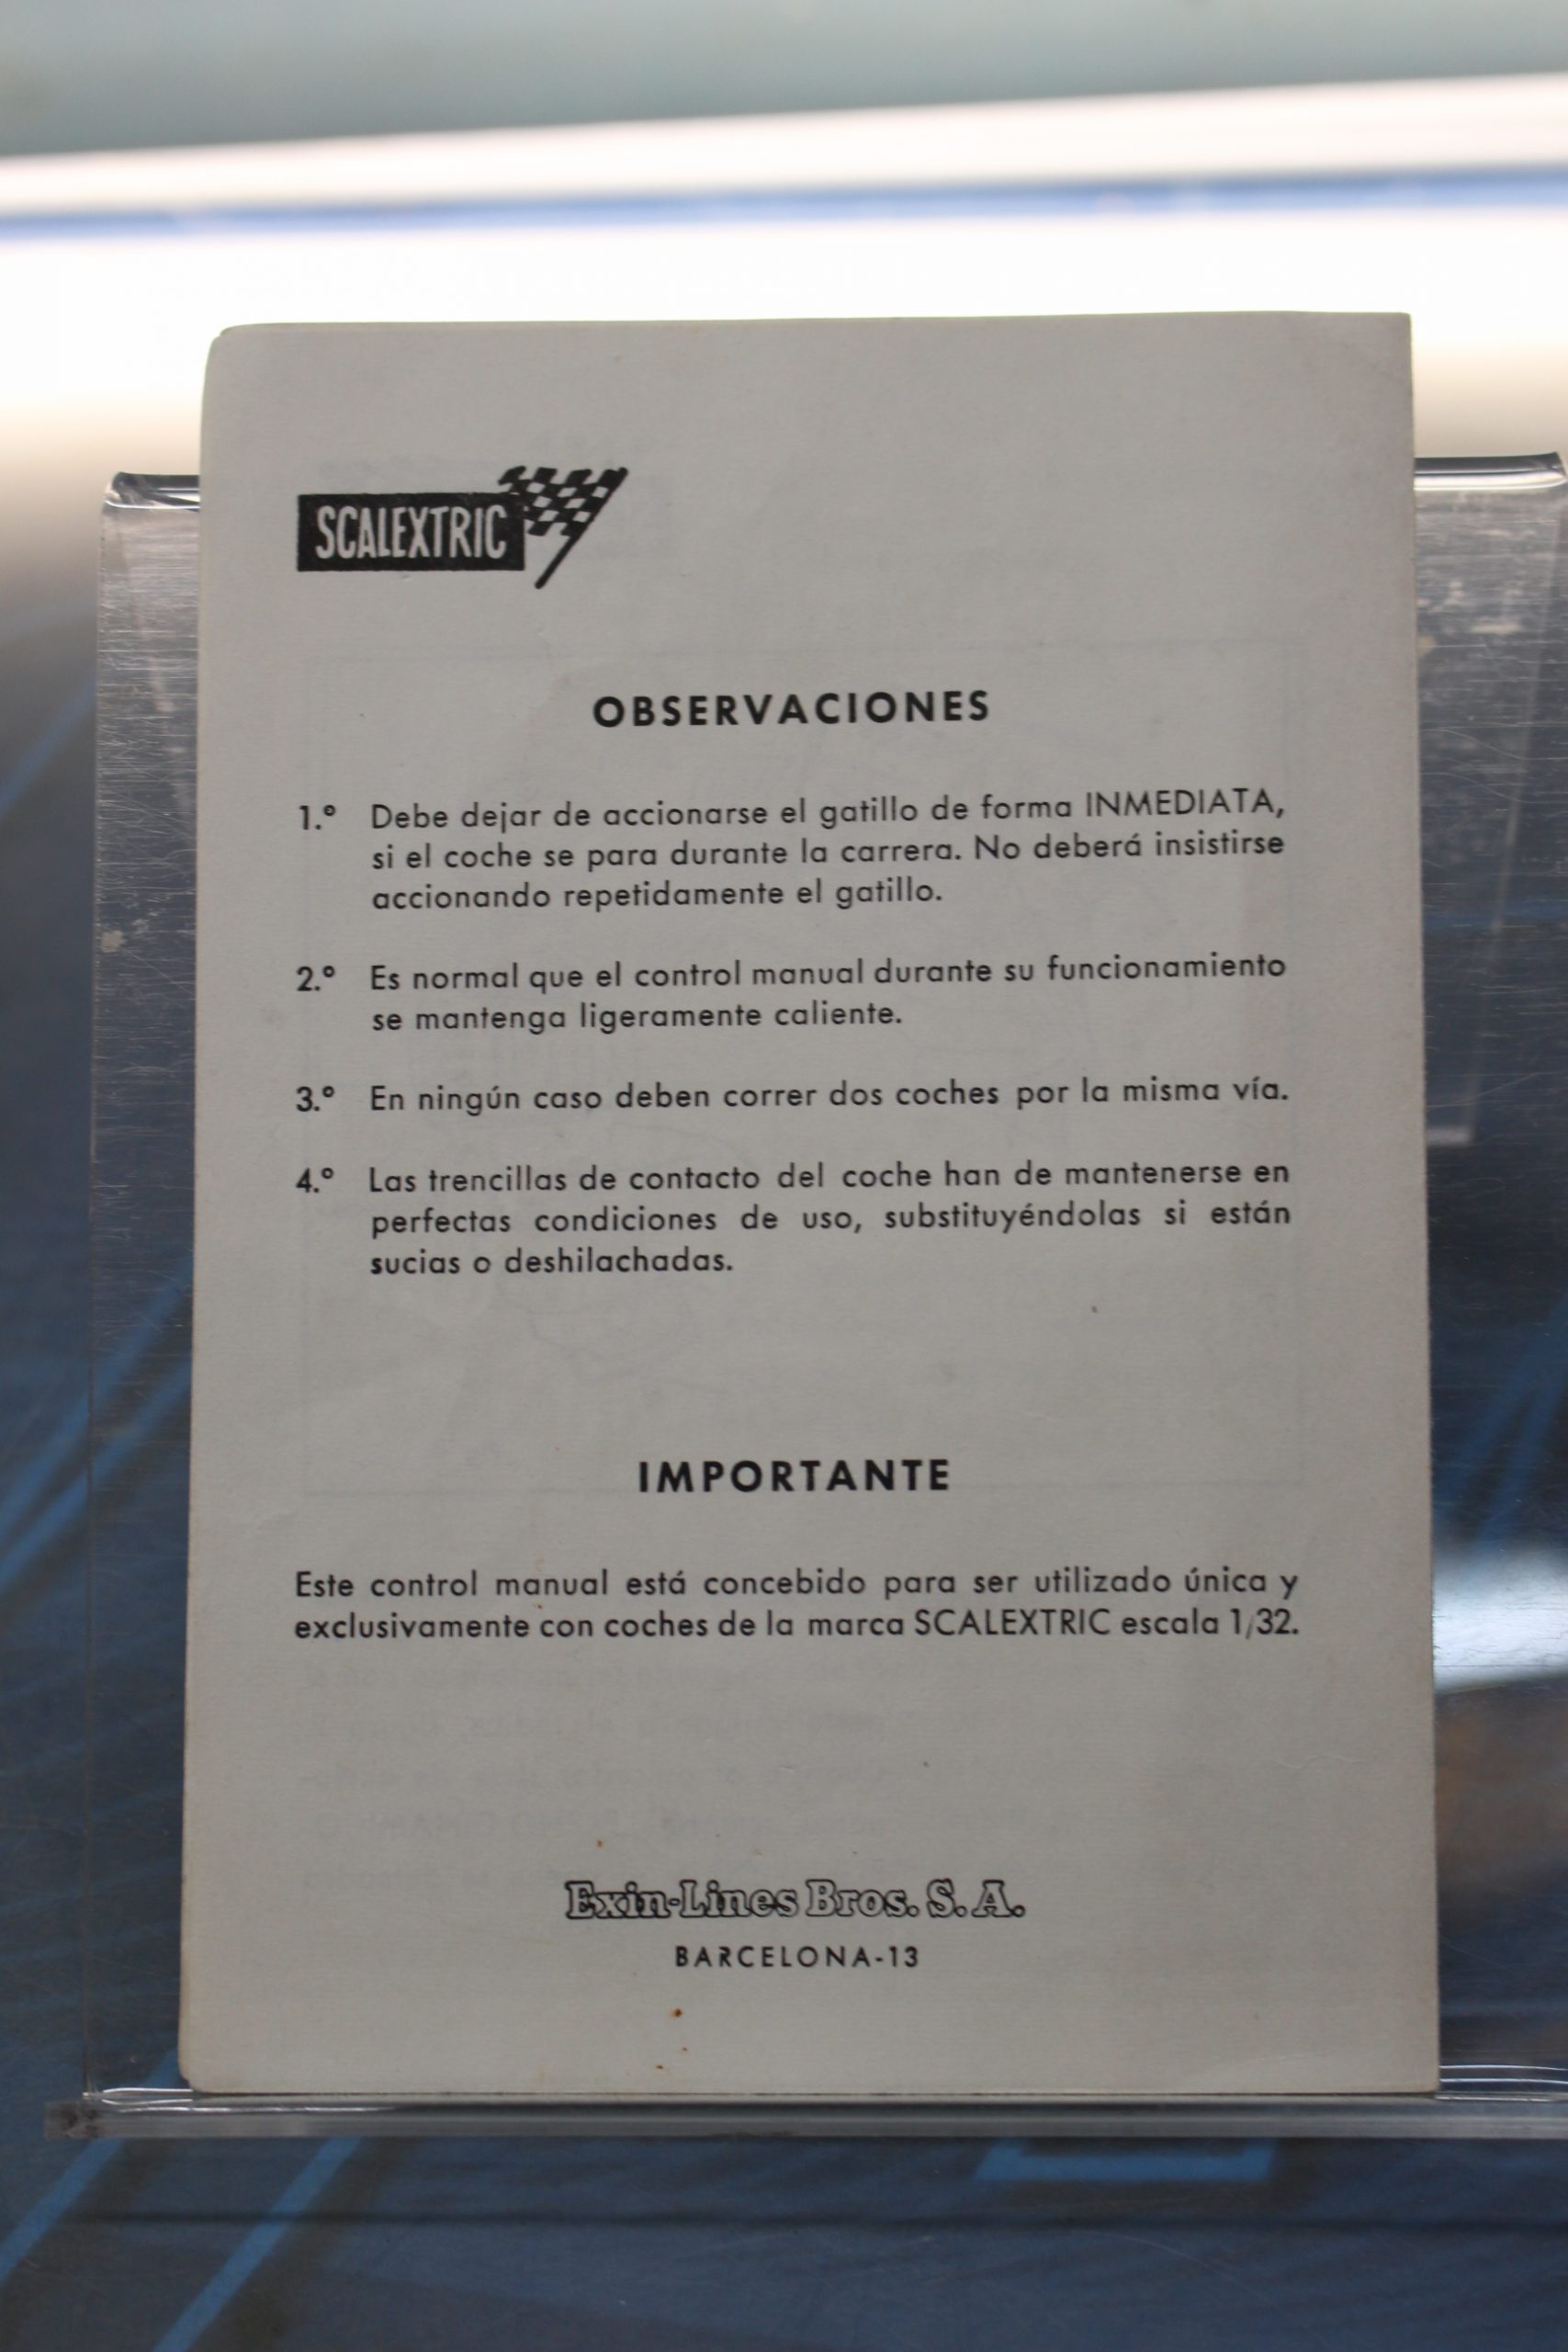 SCALEXTRIC
OBSERVACIONES
1.º Debe dejar de accionarse el gatillo de forma INMEDIATA,
si el coche se para durante la carrera. No deberá insistirse
accionando repetidamente el gatillo.
2.º Es normal que el control manual durante su funcionamiento
se mantenga ligeramente caliente.
3.º En ningún caso deben correr dos coches por la misma vía.
4.º Las trencillas de contacto del coche han de mantenerse en
perfectas condiciones de uso, substituyéndolas si están
sucias o deshilachadas.
IMPORTANTE
Este control manual está concebido para ser utilizado única y
exclusivamente con coches de la marca SCALEXTRIC escala 1/32.
Exin-Lines Bros. S. A.
BARCELONA-13